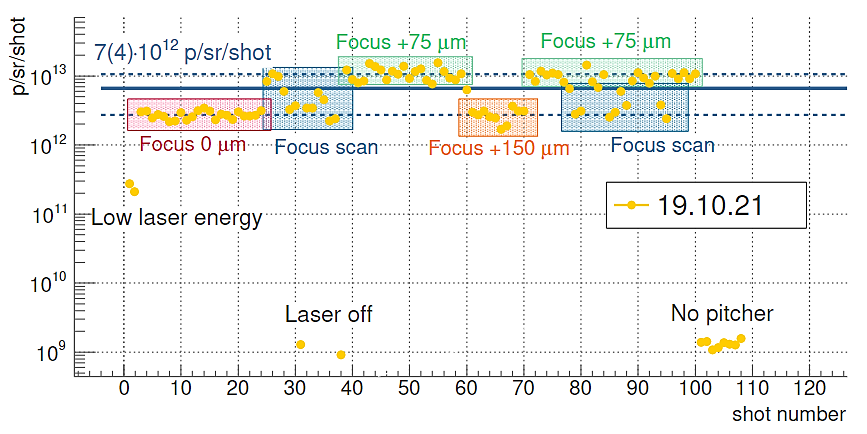 p/sr/shot
7(4)·10¹² p/sr/shot
Focus +75 μm
Focus +75 μm
10¹³
Focus 0 μm
Focus scan
Focus +150 μm
Focus scan
10¹²
19.10.21
10¹¹
Low laser energy
10¹⁰
Laser off
No pitcher
10⁹
0 10 20 30 40 50 60 70 80 90 100 110 120
shot number